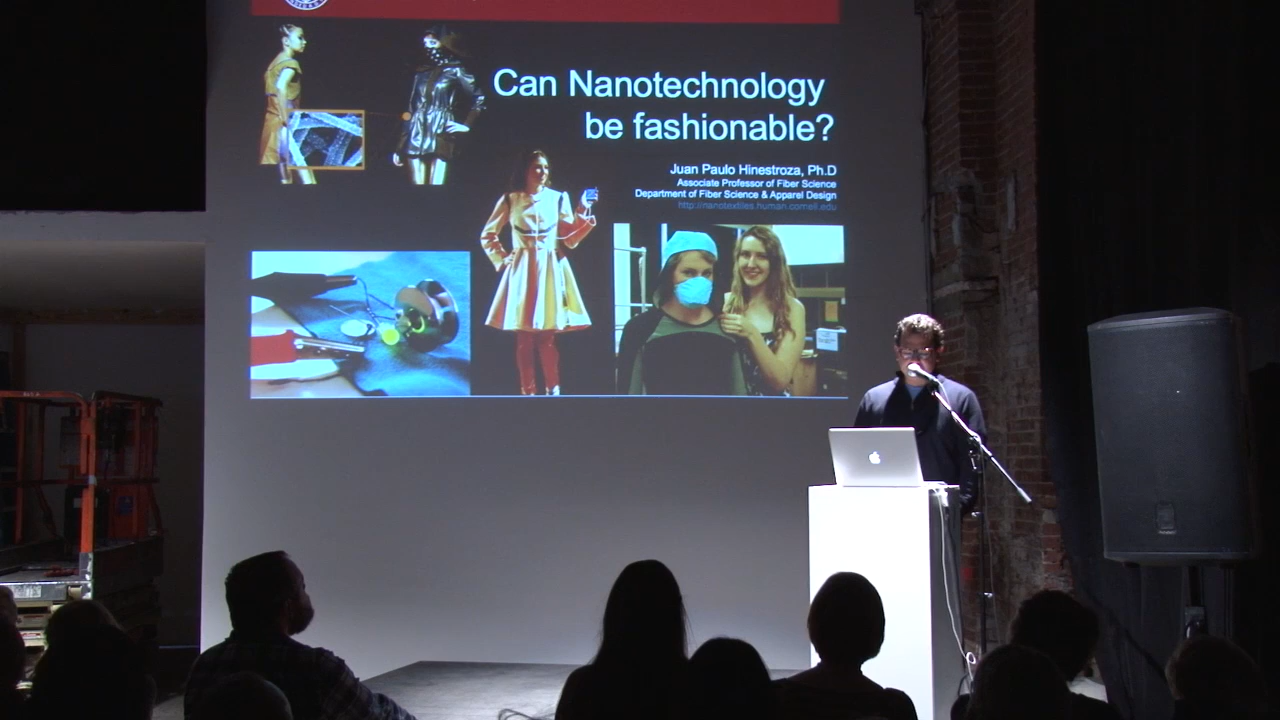 Can Nanotechnology
be fashionable?
Juan Paulo Hinestroza, Ph.D
Associate Professor of Fiber Science
Department of Fiber Science & Apparel Design
http://nanotextiles.human.cornell.edu